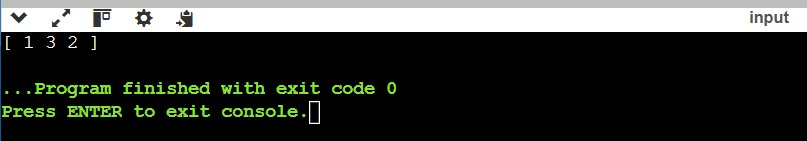 input
[ 1 3 2 ]
...Program finished with exit code 0
Press ENTER to exit console.